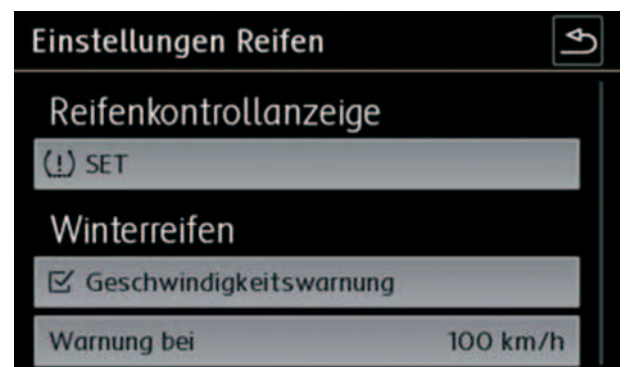 Einstellungen Reifen
Reifenkontrollanzeige
(!) SET
Winterreifen
Geschwindigkeitswarnung
Warnung bei 100 km/h